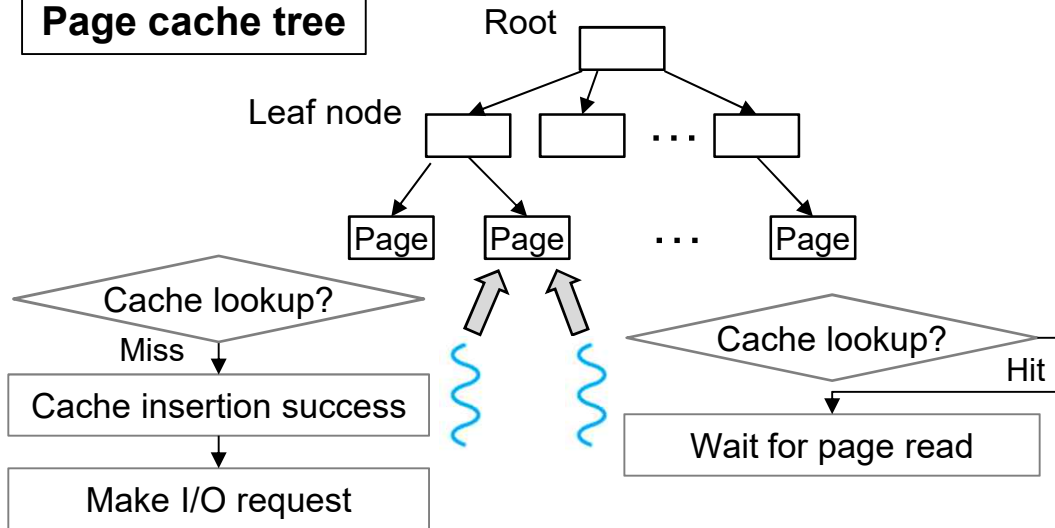 Page cache tree
Root
Leaf node
. . .
Page
Page
. . .
Page
Cache lookup?
Miss
Cache insertion success
Make I/O request
Cache lookup?
Hit
Wait for page read